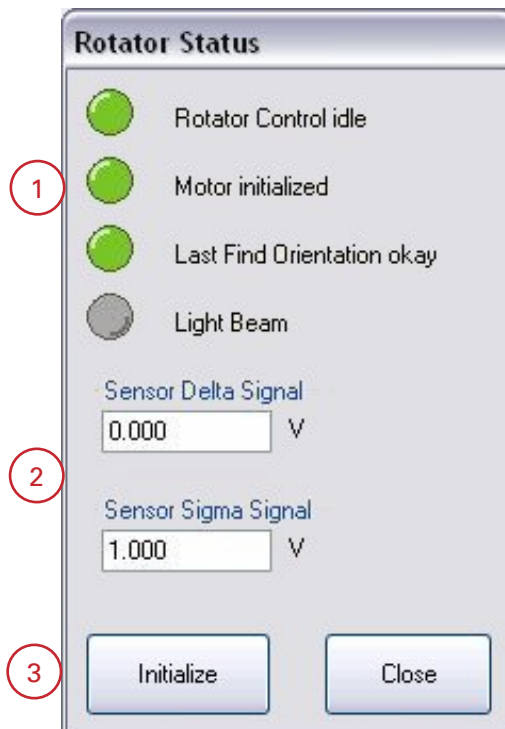 Rotator Status
Rotator Control idle
1
Motor initialized
Last Find Orientation okay
Light Beam
Sensor Delta Signal
0.000 V
2
Sensor Sigma Signal
1.000 V
3
Initialize Close